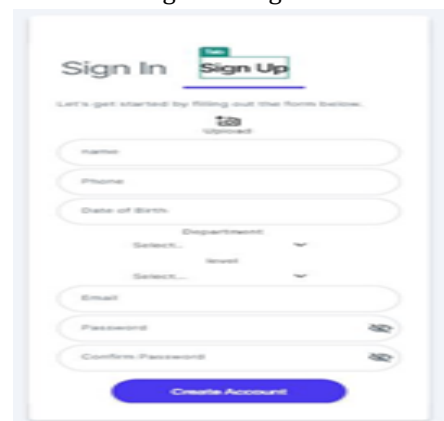 Tab
Sign In Sign Up
Let's get started by filling out the form below.
Upload
name
Phone
Date of Birth
Department
Select...
level
Select...
Email
Password
Confirm Password
Create Account